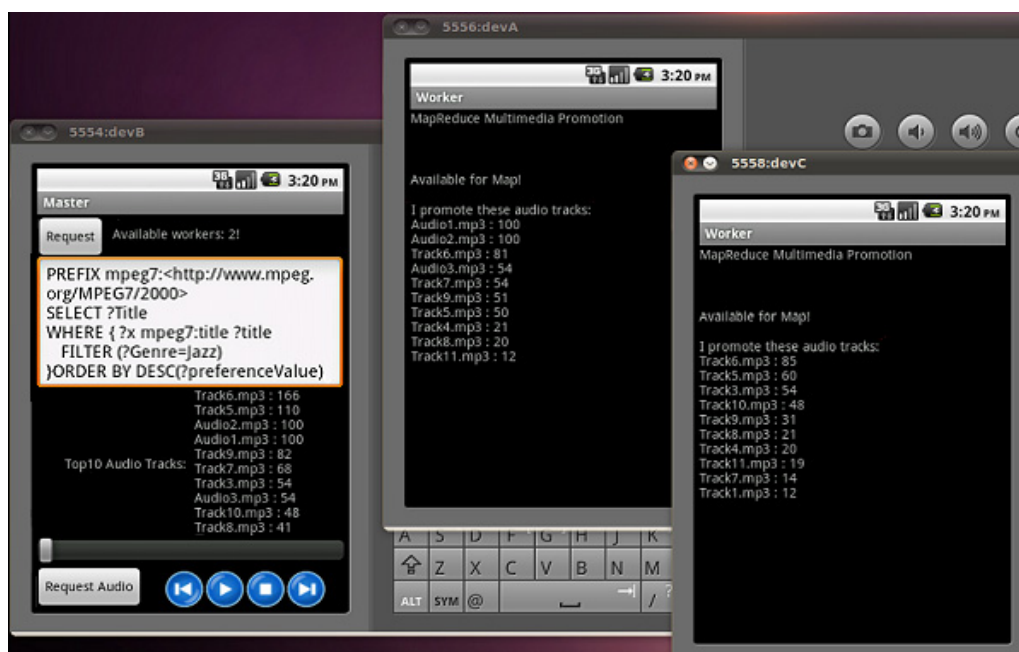 5554:devB
3G 3:20 PM
Master
Request Available workers: 2!
PREFIX mpeg7:<http://www.mpeg.
org/MPEG7/2000>
SELECT ?Title
WHERE { ?x mpeg7:title ?title
FILTER (?Genre=Jazz)
}ORDER BY DESC(?preferenceValue)
Top10 Audio Tracks:
Track6.mp3 : 166
Track5.mp3 : 110
Audio2.mp3 : 100
Audio1.mp3 : 100
Track9.mp3 : 82
Track7.mp3 : 68
Track3.mp3 : 54
Audio3.mp3 : 54
Track10.mp3 : 48
Track8.mp3 : 41
Request Audio
5556:devA
3G 3:20 PM
Worker
MapReduce Multimedia Promotion
Available for Map!
I promote these audio tracks:
Audio1.mp3 : 100
Audio2.mp3 : 100
Track6.mp3 : 81
Audio3.mp3 : 54
Track7.mp3 : 54
Track9.mp3 : 51
Track5.mp3 : 50
Track4.mp3 : 21
Track8.mp3 : 20
Track11.mp3 : 12
A S D F G H J K
Z X C V B N M
ALT SYM @ / ?
5558:devC
3G 3:20 PM
Worker
MapReduce Multimedia Promotion
Available for Map!
I promote these audio tracks:
Track6.mp3 : 85
Track5.mp3 : 60
Track3.mp3 : 54
Track10.mp3 : 48
Track9.mp3 : 31
Track8.mp3 : 21
Track4.mp3 : 20
Track11.mp3 : 19
Track7.mp3 : 14
Track1.mp3 : 12